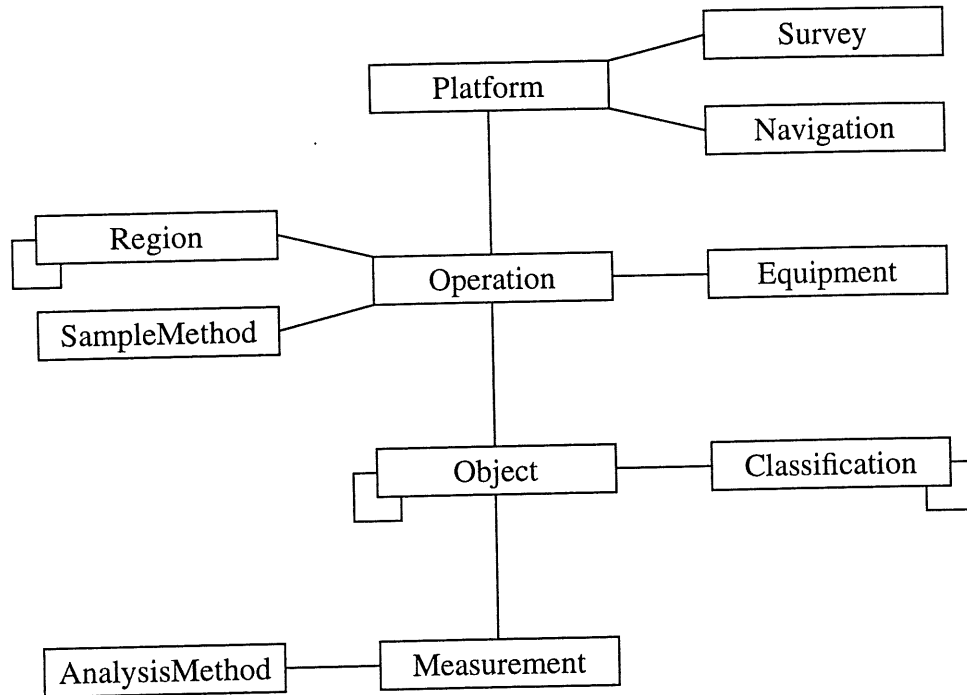 Survey
Platform
Navigation
Region
Operation
Equipment
SampleMethod
Object
Classification
AnalysisMethod
Measurement